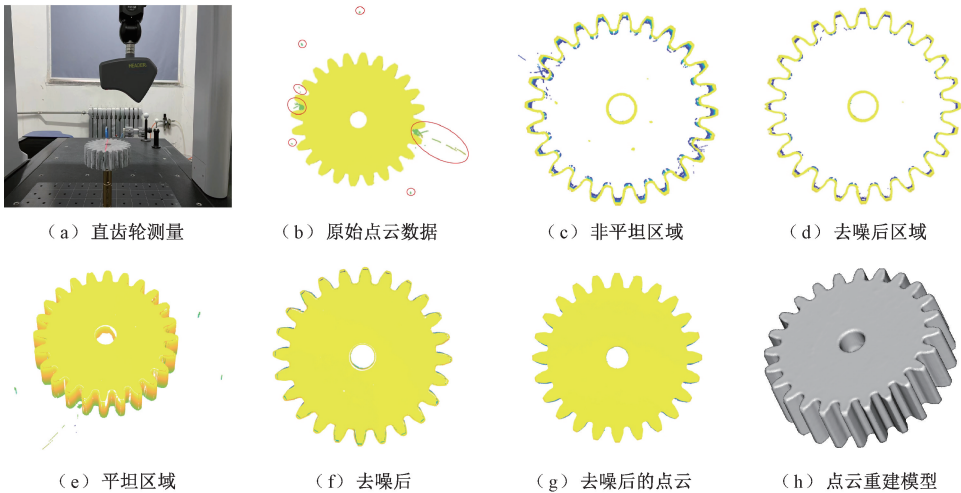 （a）直齿轮测量
（b）原始点云数据
（c）非平坦区域
（d）去噪后区域
（e）平坦区域
（f）去噪后
（g）去噪后的点云
（h）点云重建模型